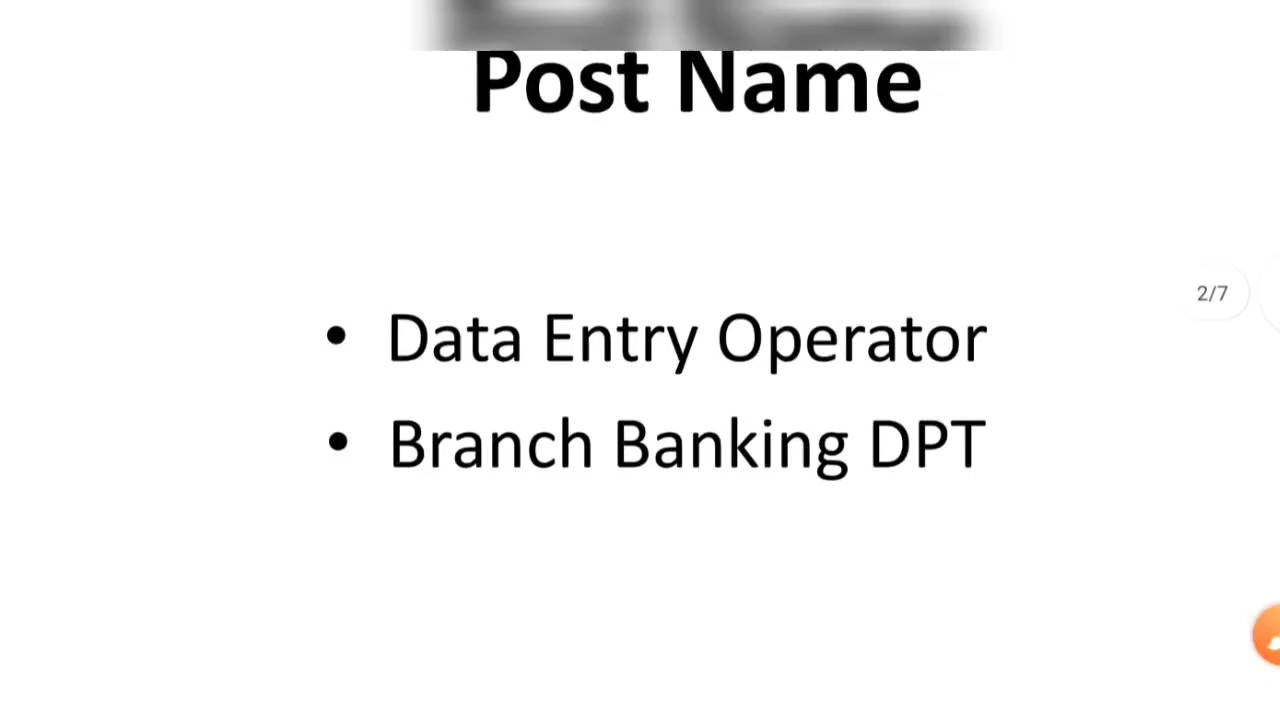 Post Name
2/7
• Data Entry Operator
• Branch Banking DPT